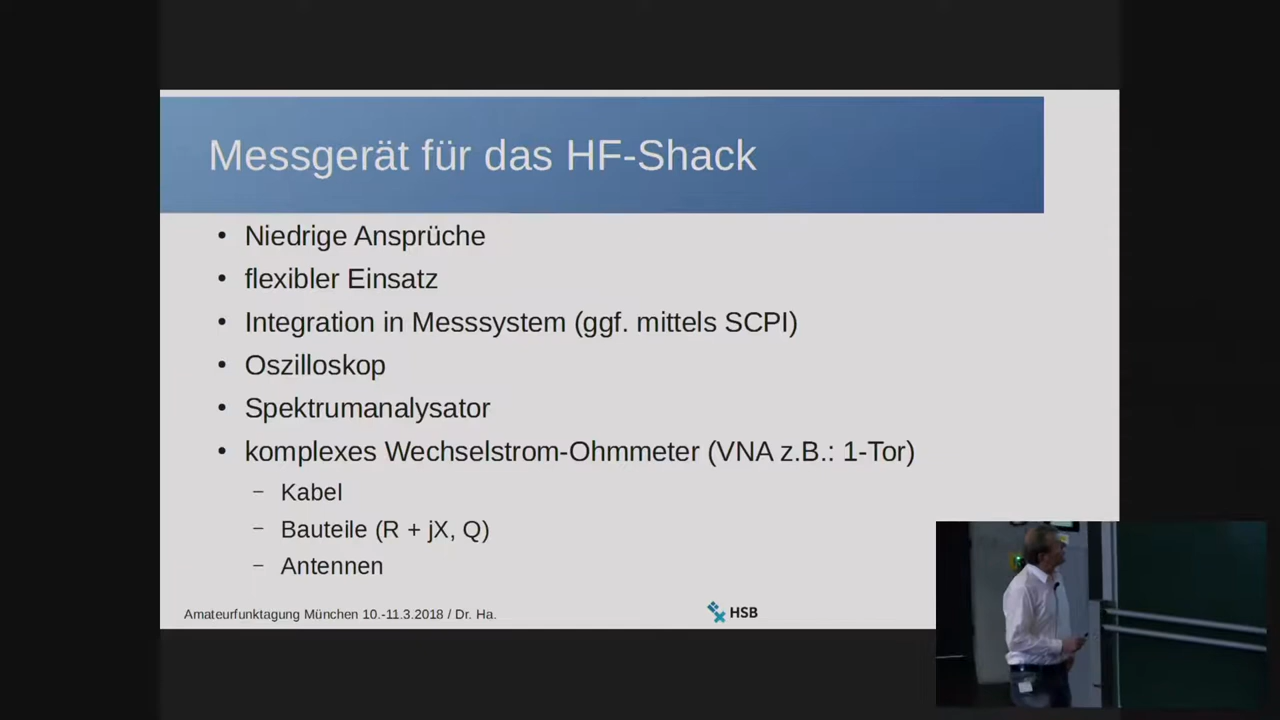 Messgerät für das HF-Shack
• Niedrige Ansprüche
• flexibler Einsatz
• Integration in Messsystem (ggf. mittels SCPI)
• Oszilloskop
• Spektrumanalysator
• komplexes Wechselstrom-Ohmmeter (VNA z.B.: 1-Tor)
– Kabel
– Bauteile (R + jX, Q)
– Antennen
Amateurfunktagung München 10.-11.3.2018 / Dr. Ha.
HSB